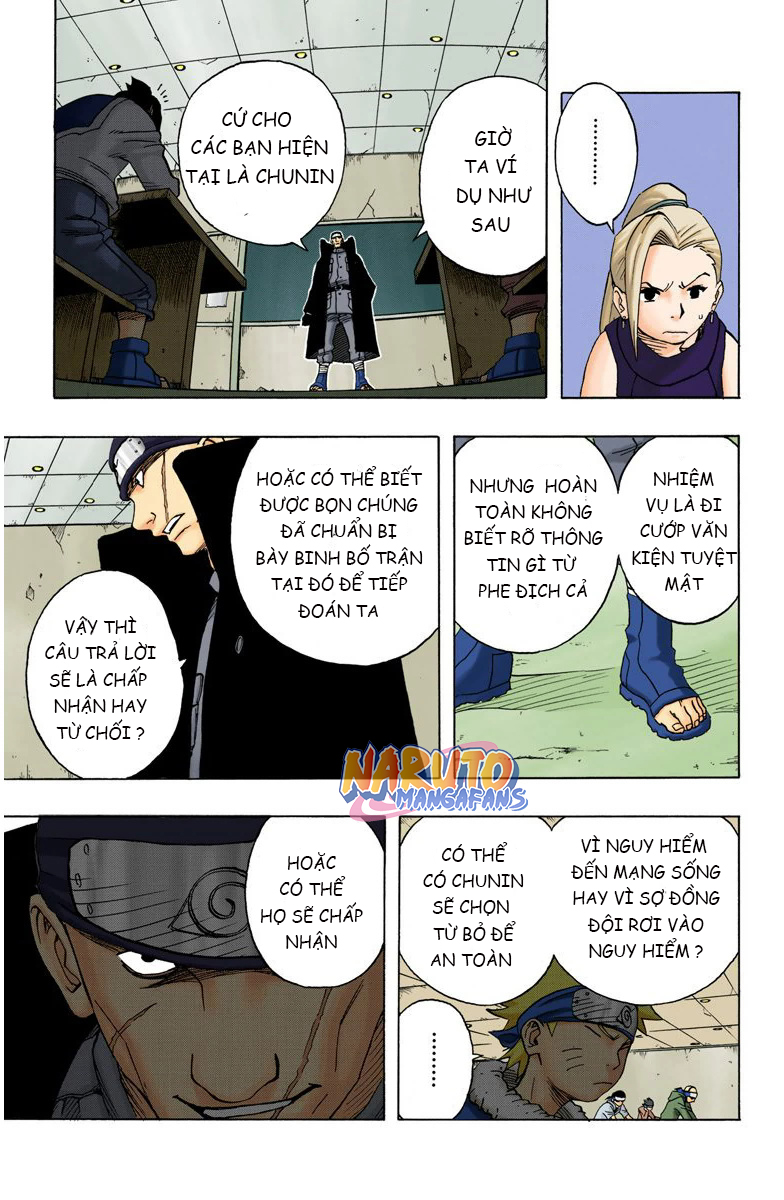 ..........
GIỜ
TA VÍ
DỤ NHƯ
SAU
CỨ CHO
CÁC BẠN HIỆN
TẠI LÀ CHUNIN
NHIỆM
VỤ LÀ ĐI
CƯỚP VĂN
KIỆN TUYỆT
MẬT
NHƯNG HOÀN
TOÀN KHÔNG
BIẾT RÕ THÔNG
TIN GÌ TỪ
PHE ĐỊCH CẢ
HOẶC CÓ THỂ BIẾT
ĐƯỢC BỌN CHÚNG
ĐÃ CHUẨN BỊ
BÀY BINH BỐ TRẬN
TẠI ĐÓ ĐỂ TIẾP
ĐOÁN TA
VẬY THÌ
CÂU TRẢ LỜI
SẼ LÀ CHẤP
NHẬN HAY
TỪ CHỐI ?
NARUTO
MANGAFANS
VÌ NGUY HIỂM
ĐẾN MẠNG SỐNG
HAY VÌ SỢ ĐỒNG
ĐỘI RƠI VÀO
NGUY HIỂM ?
CÓ THỂ
CÓ CHUNIN
SẼ CHỌN
TỪ BỎ ĐỂ
AN TOÀN
........
HOẶC
CÓ THỂ
HỌ SẼ CHẤP
NHẬN